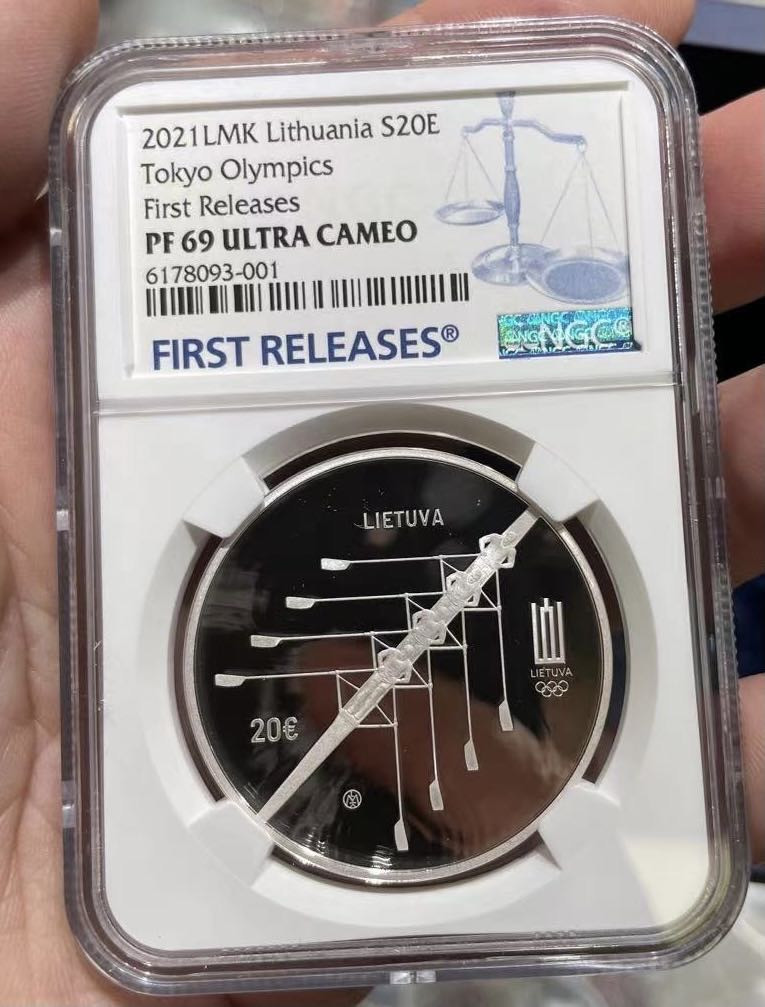 2021LMK Lithuania S20E
Tokyo Olympics
First Releases
PF 69 ULTRA CAMEO
6178093-001
FIRST RELEASES®
NGC®
LIETUVA
LIETUVA
20€